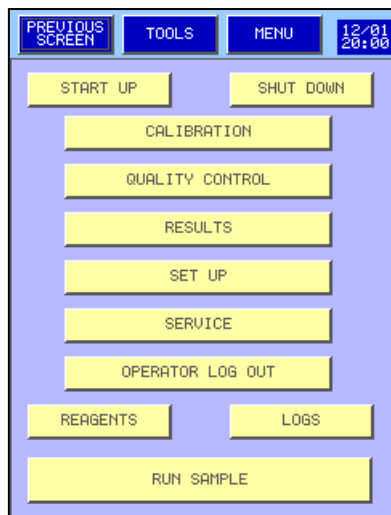 PREVIOUS SCREEN
TOOLS
MENU
12/01
20:00
START UP
SHUT DOWN
CALIBRATION
QUALITY CONTROL
RESULTS
SET UP
SERVICE
OPERATOR LOG OUT
REAGENTS
LOGS
RUN SAMPLE